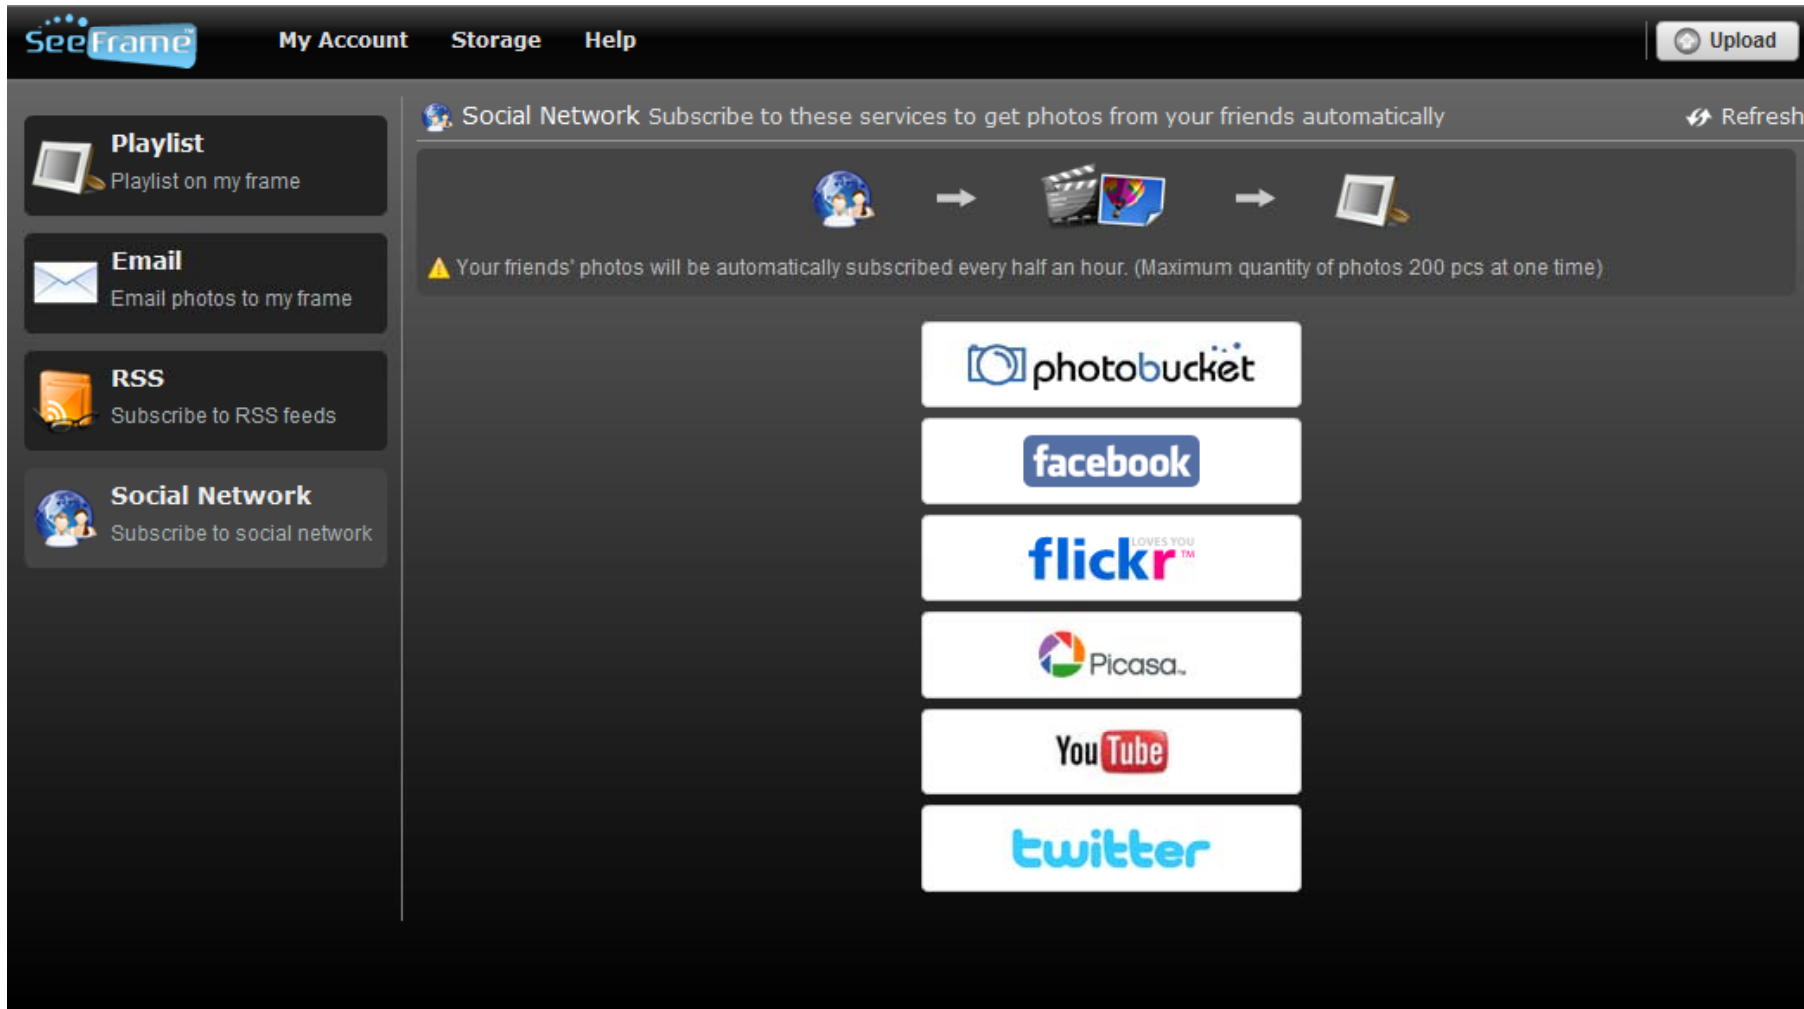 SeeFrame™
My Account Storage Help
Upload
Playlist
Playlist on my frame
Email
Email photos to my frame
RSS
Subscribe to RSS feeds
Social Network
Subscribe to social network
Social Network Subscribe to these services to get photos from your friends automatically
Refresh
Your friends' photos will be automatically subscribed every half an hour. (Maximum quantity of photos 200 pcs at one time)
photobucket
facebook
flickr™ LOVES YOU
Picasa™
YouTube
twitter